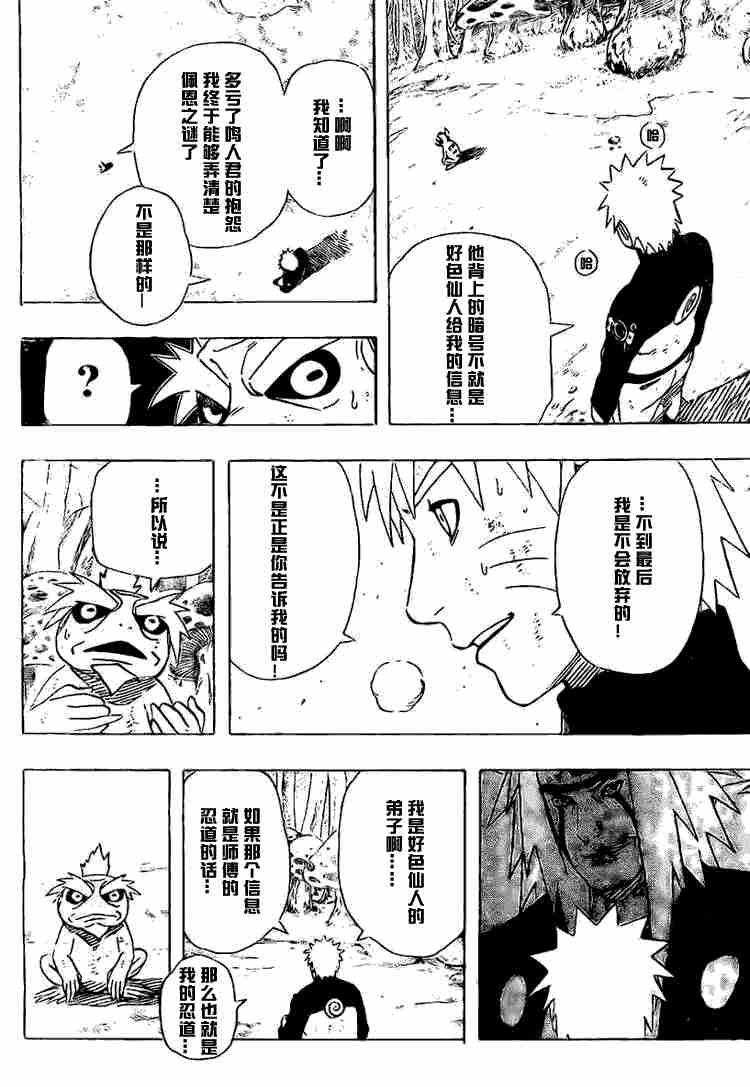 哈
哈
他背上的暗号不就是
好色仙人给我的信息…
…啊啊
我知道了…
多亏了鸣人君的抱怨
我终于能够弄清楚
佩恩之谜了
不是那样的—
?
…不到最后
我是不会放弃的!
这不是正是你告诉我的吗!
…所以说…
我是好色仙人的
弟子啊……
如果那个信息
就是师傅的
忍道的话…
那么也就是
我的忍道…